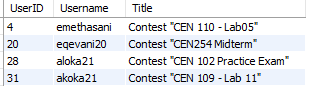 UserID Username Title
4 emethasani Contest "CEN 110 - Lab05"
20 eqevani20 Contest "CEN254 Midterm"
28 aloka21 Contest "CEN 102 Practice Exam"
31 akoka21 Contest "CEN 109 - Lab 11"